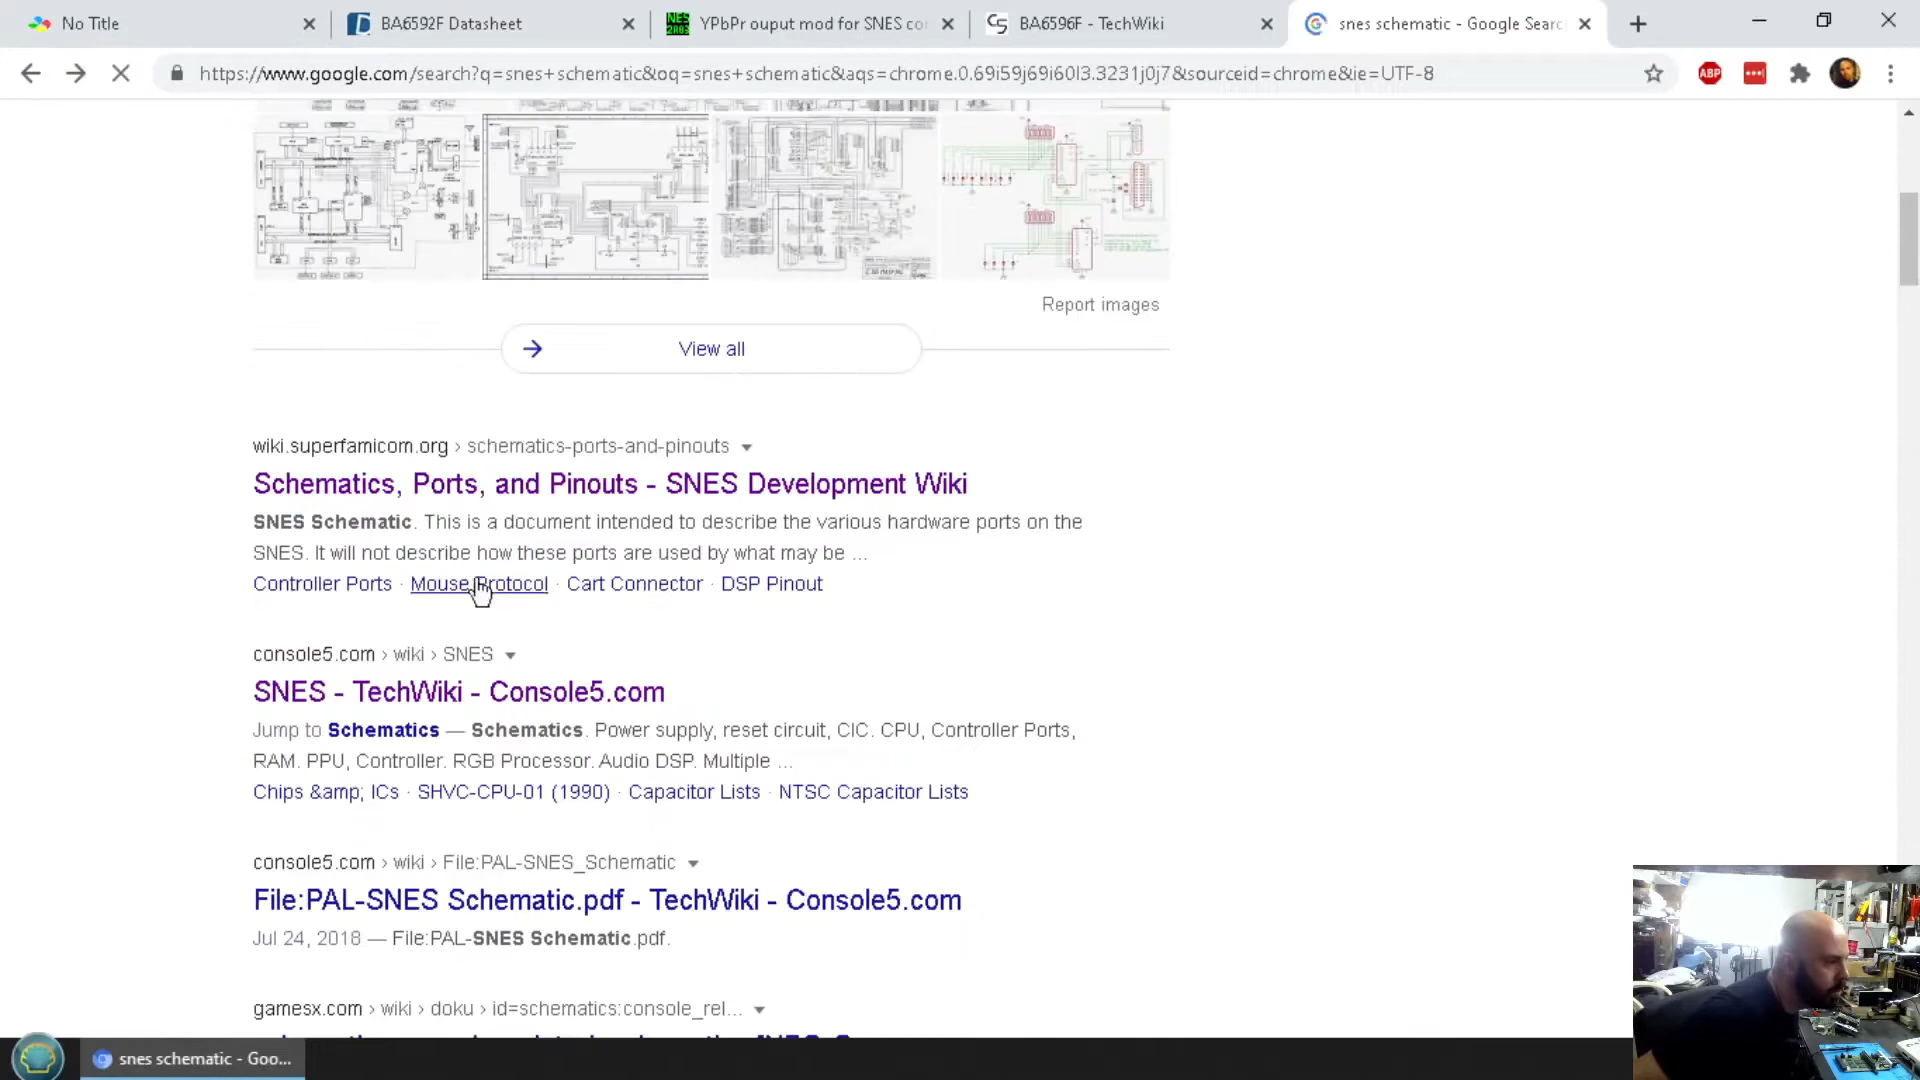 No Title
BA6592F Datasheet
YPbPr ouput mod for SNES co
BA6596F - TechWiki
snes schematic - Google Searc
https://www.google.com/search?q=snes+schematic&oq=snes+schematic&aqs=chrome.0.69i59j69i60l3.3231j0j7&sourceid=chrome&ie=UTF-8
ABP
Report images
View all
wiki.superfamicom.org › schematics-ports-and-pinouts
Schematics, Ports, and Pinouts - SNES Development Wiki
SNES Schematic. This is a document intended to describe the various hardware ports on the
SNES. It will not describe how these ports are used by what may be ...
Controller Ports · Mouse Protocol · Cart Connector · DSP Pinout
console5.com › wiki › SNES
SNES - TechWiki - Console5.com
Jump to Schematics — Schematics. Power supply, reset circuit, CIC. CPU, Controller Ports,
RAM. PPU, Controller. RGB Processor. Audio DSP. Multiple ...
Chips &amp; ICs · SHVC-CPU-01 (1990) · Capacitor Lists · NTSC Capacitor Lists
console5.com › wiki › File:PAL-SNES_Schematic
File:PAL-SNES Schematic.pdf - TechWiki - Console5.com
Jul 24, 2018 — File:PAL-SNES Schematic.pdf.
gamesx.com › wiki › doku › id=schematics:console_rel...
snes schematic - Goo...